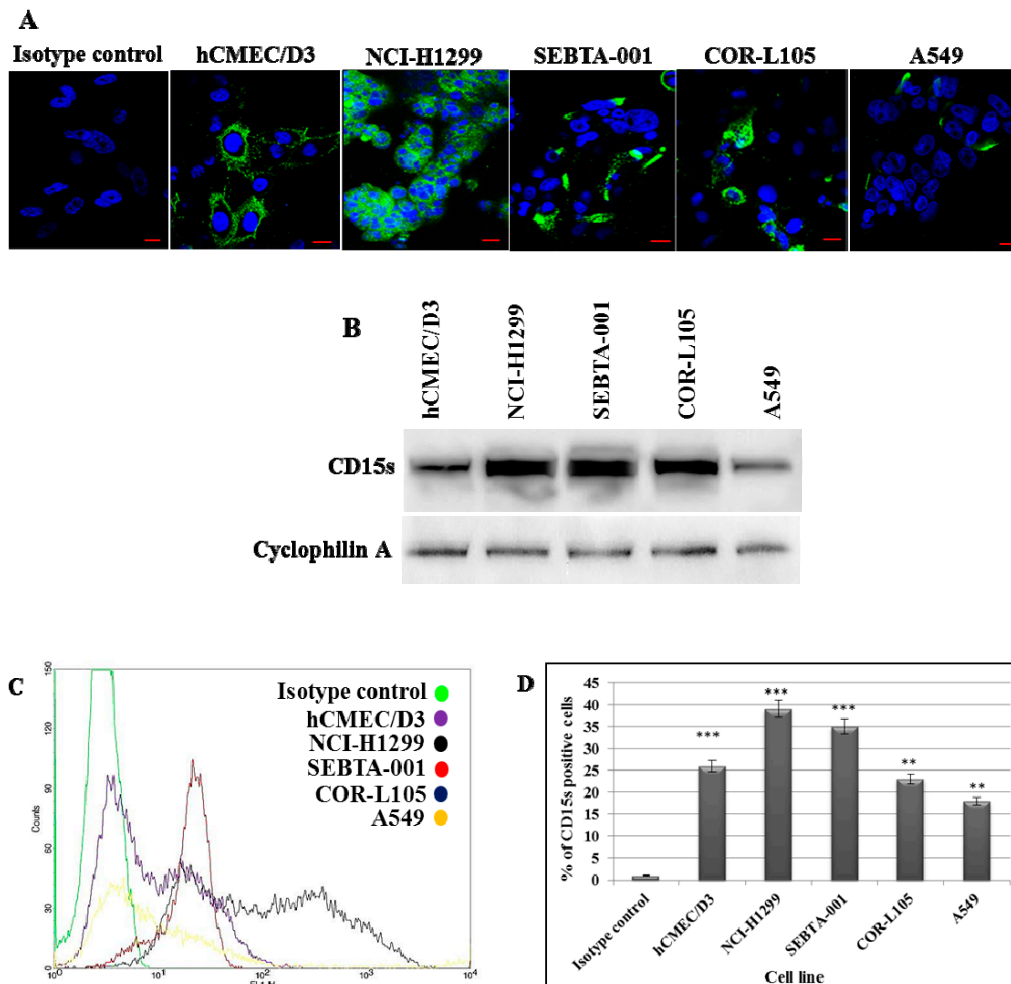 A
Isotype control hCMEC/D3 NCI-H1299 SEBTA-001 COR-L105 A549
B
hCMEC/D3 NCI-H1299 SEBTA-001 COR-L105 A549
CD15s
Cyclophilin A
C
Isotype control
hCMEC/D3
NCI-H1299
SEBTA-001
COR-L105
A549
Counts
150
120
90
60
30
0
10⁰ 10¹ 10² 10³ 10⁴
D
% of CD15s positive cells
45
40
35
30
25
20
15
10
5
0
*** *** *** ** **
Isotype control hCMEC/D3 NCI-H1299 SEBTA-001 COR-L105 A549
Cell line